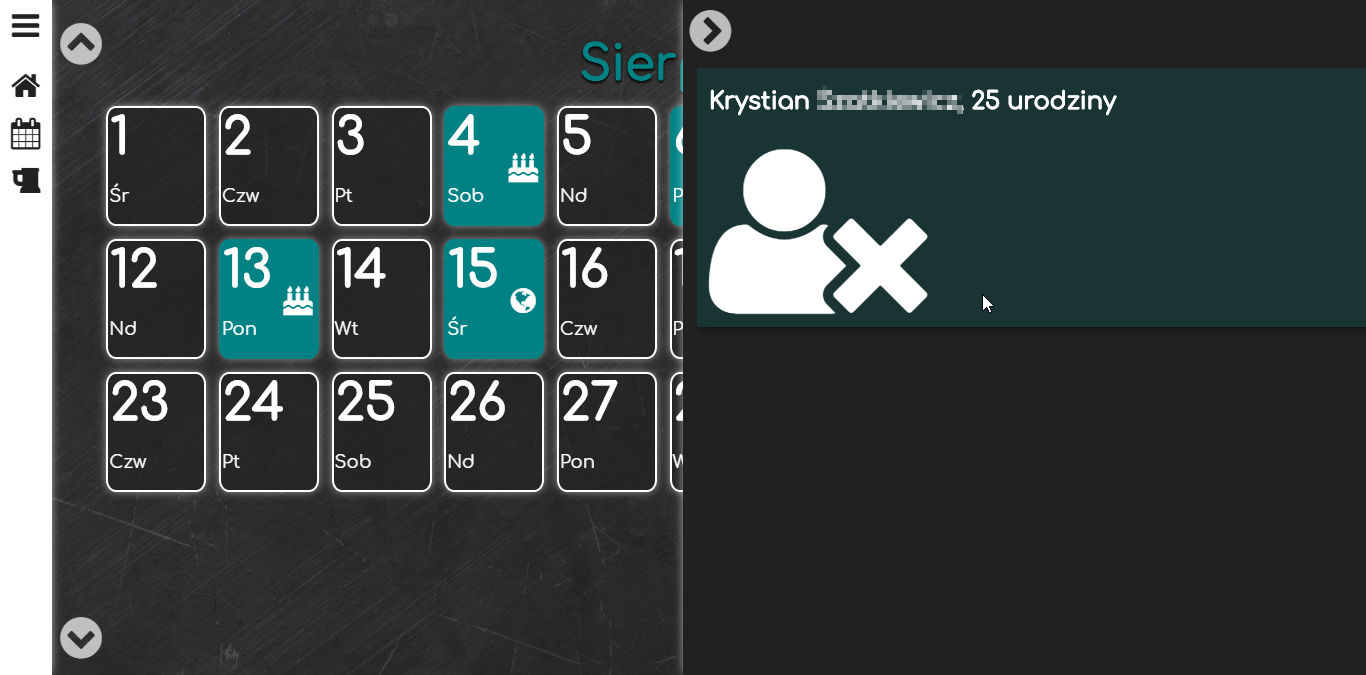 Sier
Krystian , 25 urodziny
1
Śr
2
Czw
3
Pt
4
Sob
5
Nd
12
Nd
13
Pon
14
Wt
15
Śr
16
Czw
23
Czw
24
Pt
25
Sob
26
Nd
27
Pon